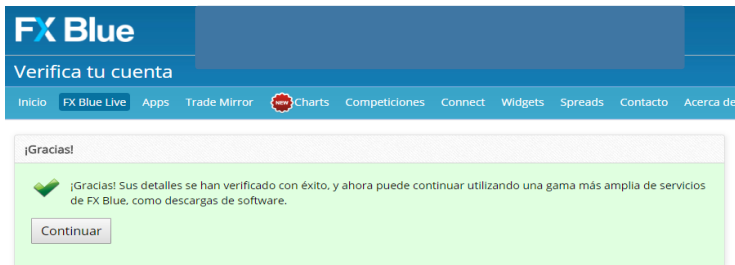 FX Blue
Verifica tu cuenta
Inicio FX Blue Live Apps Trade Mirror NEW Charts Competiciones Connect Widgets Spreads Contacto Acerca de
¡Gracias!
¡Gracias! Sus detalles se han verificado con éxito, y ahora puede continuar utilizando una gama más amplia de servicios
de FX Blue, como descargas de software.
Continuar